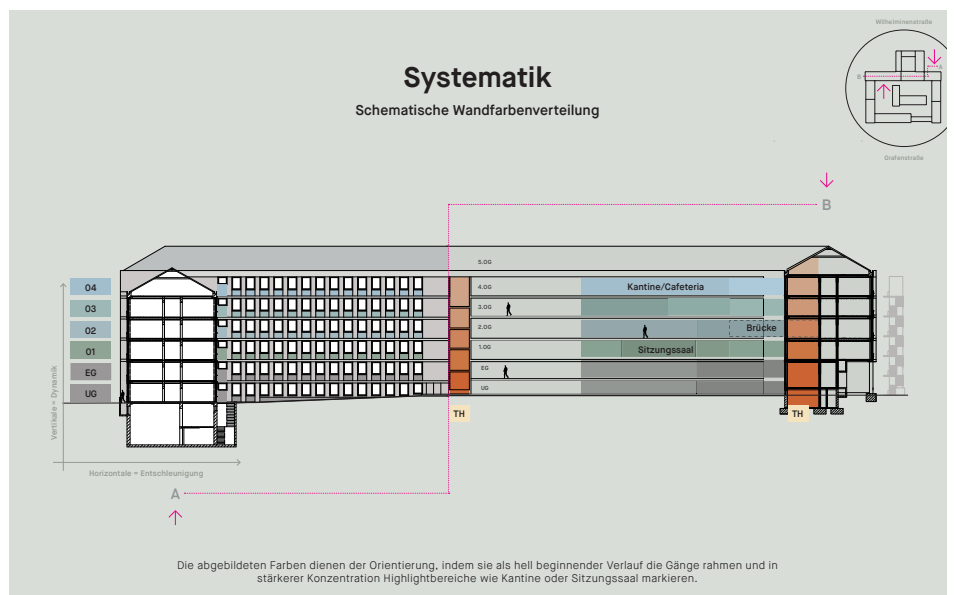 Wilhelminenstraße
A
B
Grafenstraße
Systematik
Schematische Wandfarbenverteilung
B
5.OG
04
4.OG
Kantine/Cafeteria
03
3.OG
02
2.OG
Brücke
01
1.OG
Sitzungssaal
EG
EG
UG
UG
TH
TH
Vertikale = Dynamik
Horizontale = Entschleunigung
A
Die abgebildeten Farben dienen der Orientierung, indem sie als hell beginnender Verlauf die Gänge rahmen und in
stärkerer Konzentration Highlightbereiche wie Kantine oder Sitzungssaal markieren.